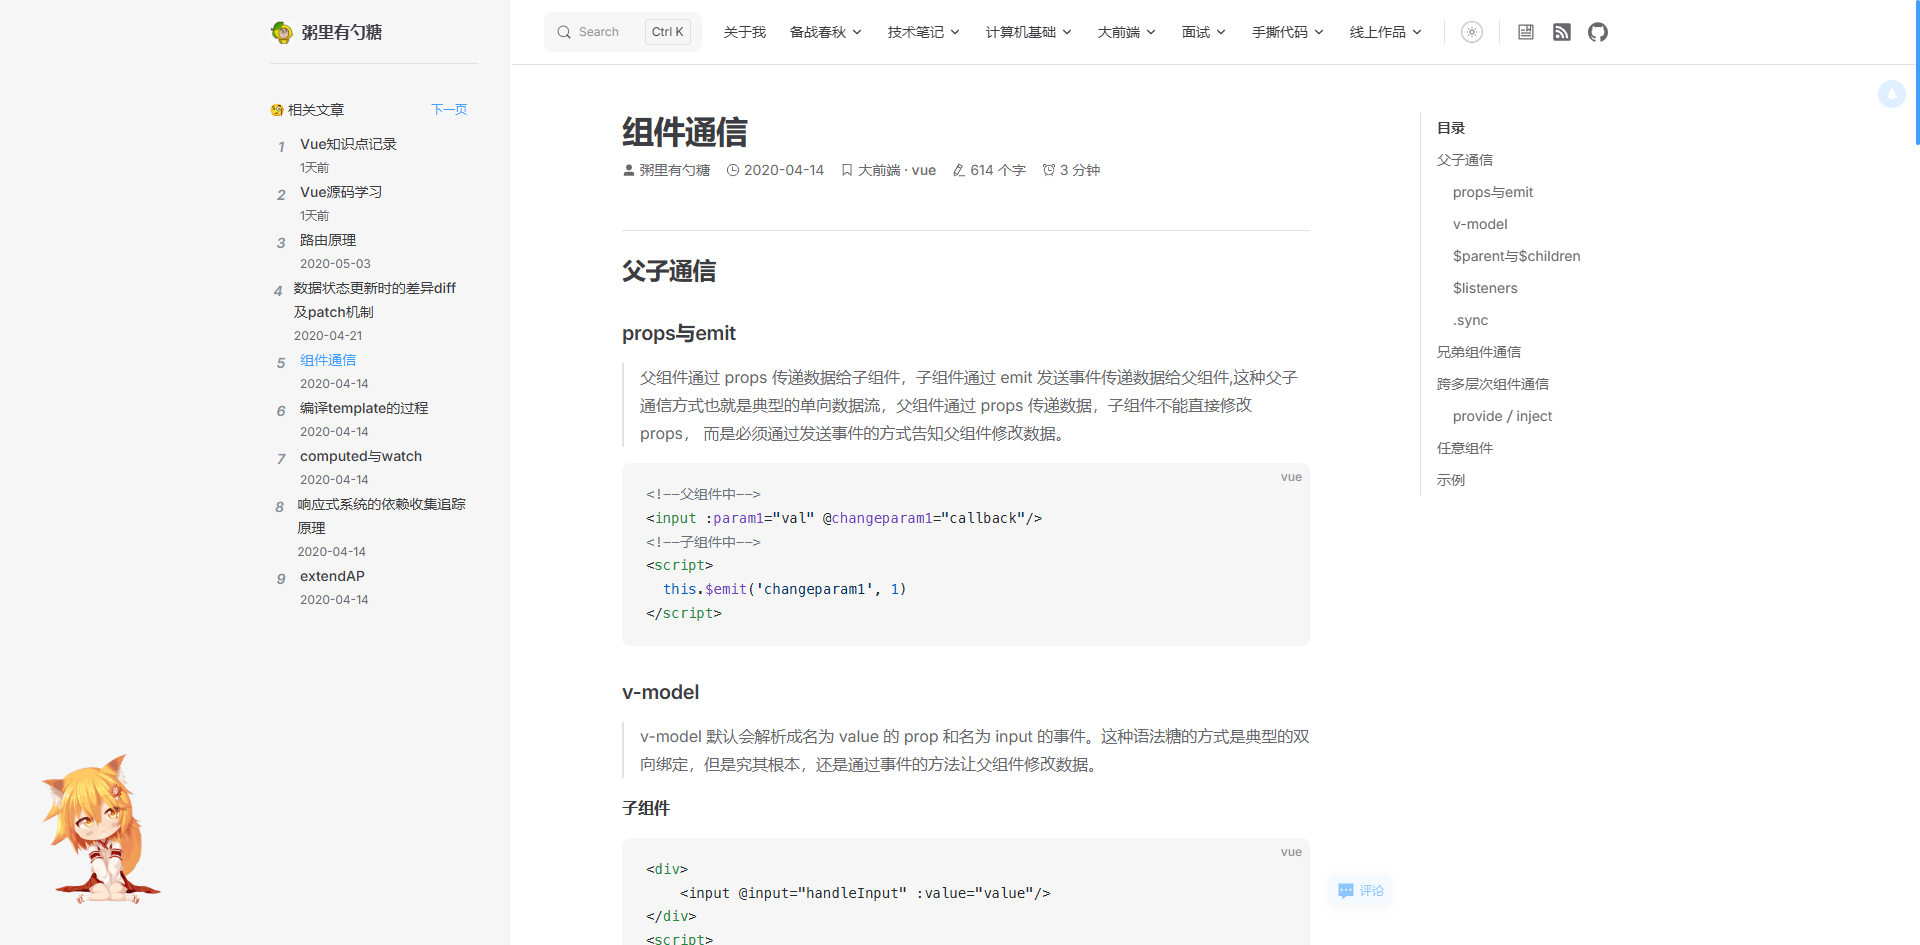 粥里有勺糖
Search Ctrl K
关于我 备战春秋 技术笔记 计算机基础 大前端 面试 手撕代码 线上作品
🧐 相关文章 下一页
1 Vue知识点记录
1天前
2 Vue源码学习
1天前
3 路由原理
2020-05-03
4 数据状态更新时的差异diff
及patch机制
2020-04-21
5 组件通信
2020-04-14
6 编译template的过程
2020-04-14
7 computed与watch
2020-04-14
8 响应式系统的依赖收集追踪
原理
2020-04-14
9 extendAP
2020-04-14
组件通信
粥里有勺糖 2020-04-14 大前端 · vue 614 个字 3 分钟
父子通信
props与emit
父组件通过 props 传递数据给子组件，子组件通过 emit 发送事件传递数据给父组件,这种父子
通信方式也就是典型的单向数据流，父组件通过 props 传递数据，子组件不能直接修改
props， 而是必须通过发送事件的方式告知父组件修改数据。
vue
<!--父组件中-->
<input :param1="val" @changeparam1="callback"/>
<!--子组件中-->
<script>
  this.$emit('changeparam1', 1)
</script>
v-model
v-model 默认会解析成名为 value 的 prop 和名为 input 的事件。这种语法糖的方式是典型的双
向绑定，但是究其根本，还是通过事件的方法让父组件修改数据。
子组件
vue
<div>
    <input @input="handleInput" :value="value"/>
</div>
<script>
目录
父子通信
props与emit
v-model
$parent与$children
$listeners
.sync
兄弟组件通信
跨多层次组件通信
provide / inject
任意组件
示例
评论